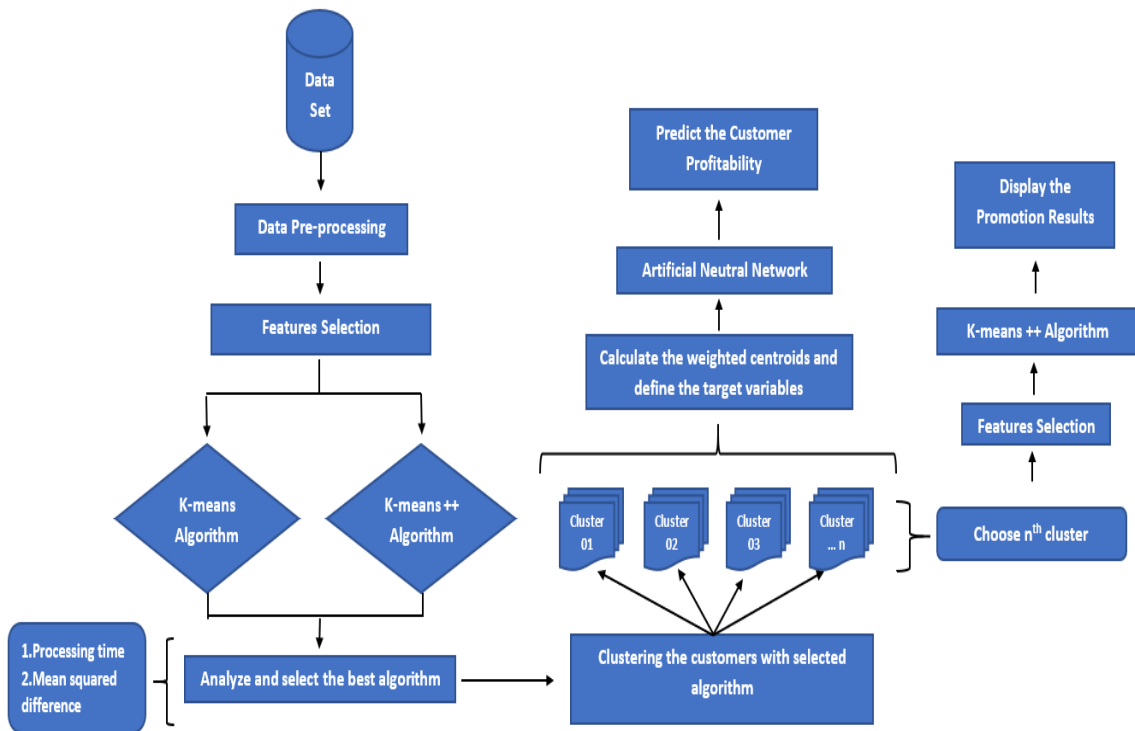 Data
Set
Data Pre-processing
Features Selection
K-means
Algorithm
K-means ++
Algorithm
1.Processing time
2.Mean squared
difference
Analyze and select the best algorithm
Clustering the customers with selected
algorithm
Cluster
01
Cluster
02
Cluster
03
Cluster
... n
Calculate the weighted centroids and
define the target variables
Artificial Neutral Network
Predict the Customer
Profitability
Choose nth cluster
Features Selection
K-means ++ Algorithm
Display the
Promotion Results